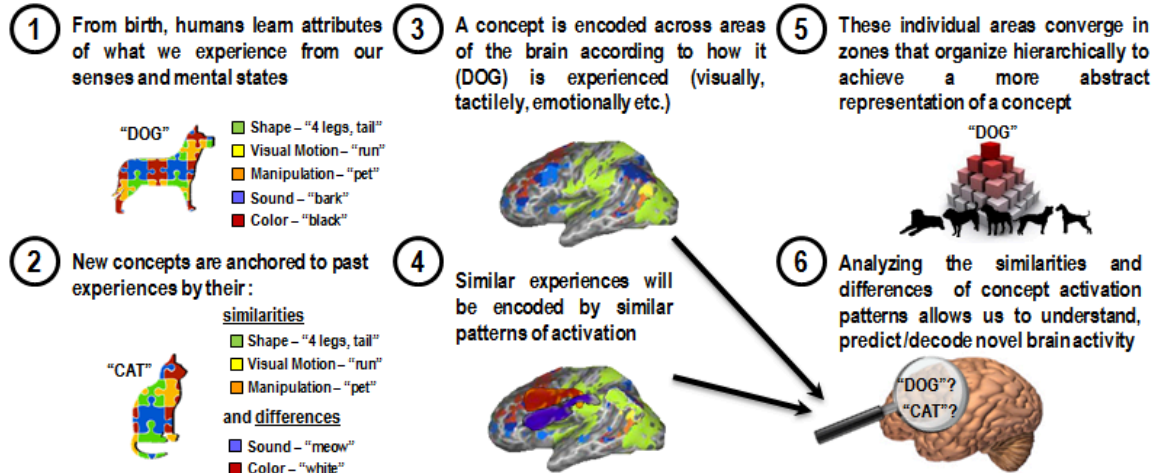 1
From birth, humans learn attributes
of what we experience from our
senses and mental states
"DOG"
Shape – "4 legs, tail"
Visual Motion – "run"
Manipulation – "pet"
Sound – "bark"
Color – "black"
2
New concepts are anchored to past
experiences by their :
similarities
"CAT"
Shape – "4 legs, tail"
Visual Motion – "run"
Manipulation – "pet"
and differences
Sound – "meow"
Color – "white"
3
A concept is encoded across areas
of the brain according to how it
(DOG) is experienced (visually,
tactilely, emotionally etc.)
4
Similar experiences will
be encoded by similar
patterns of activation
5
These individual areas converge in
zones that organize hierarchically to
achieve a more abstract
representation of a concept
"DOG"
6
Analyzing the similarities and
differences of concept activation
patterns allows us to understand,
predict/decode novel brain activity
"DOG"?
"CAT"?